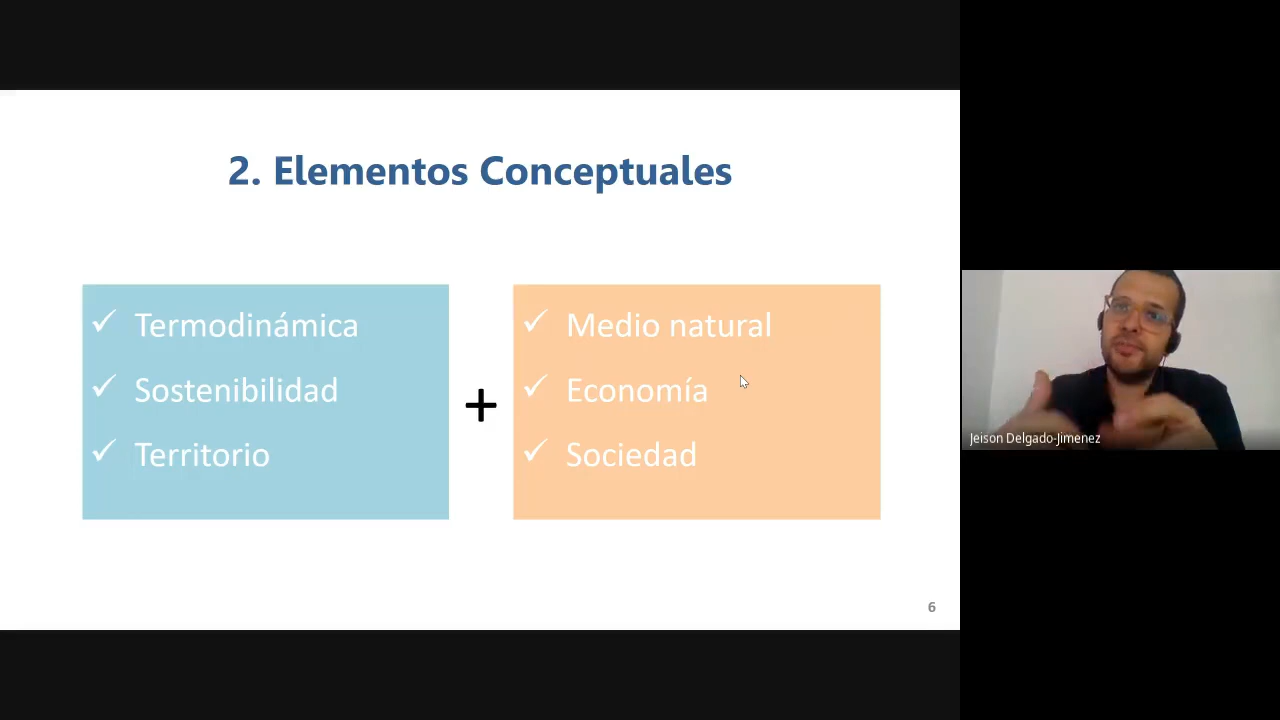 2. Elementos Conceptuales
✓ Termodinámica
✓ Sostenibilidad
✓ Territorio
+
✓ Medio natural
✓ Economía
✓ Sociedad
6
Jeison Delgado-Jimenez